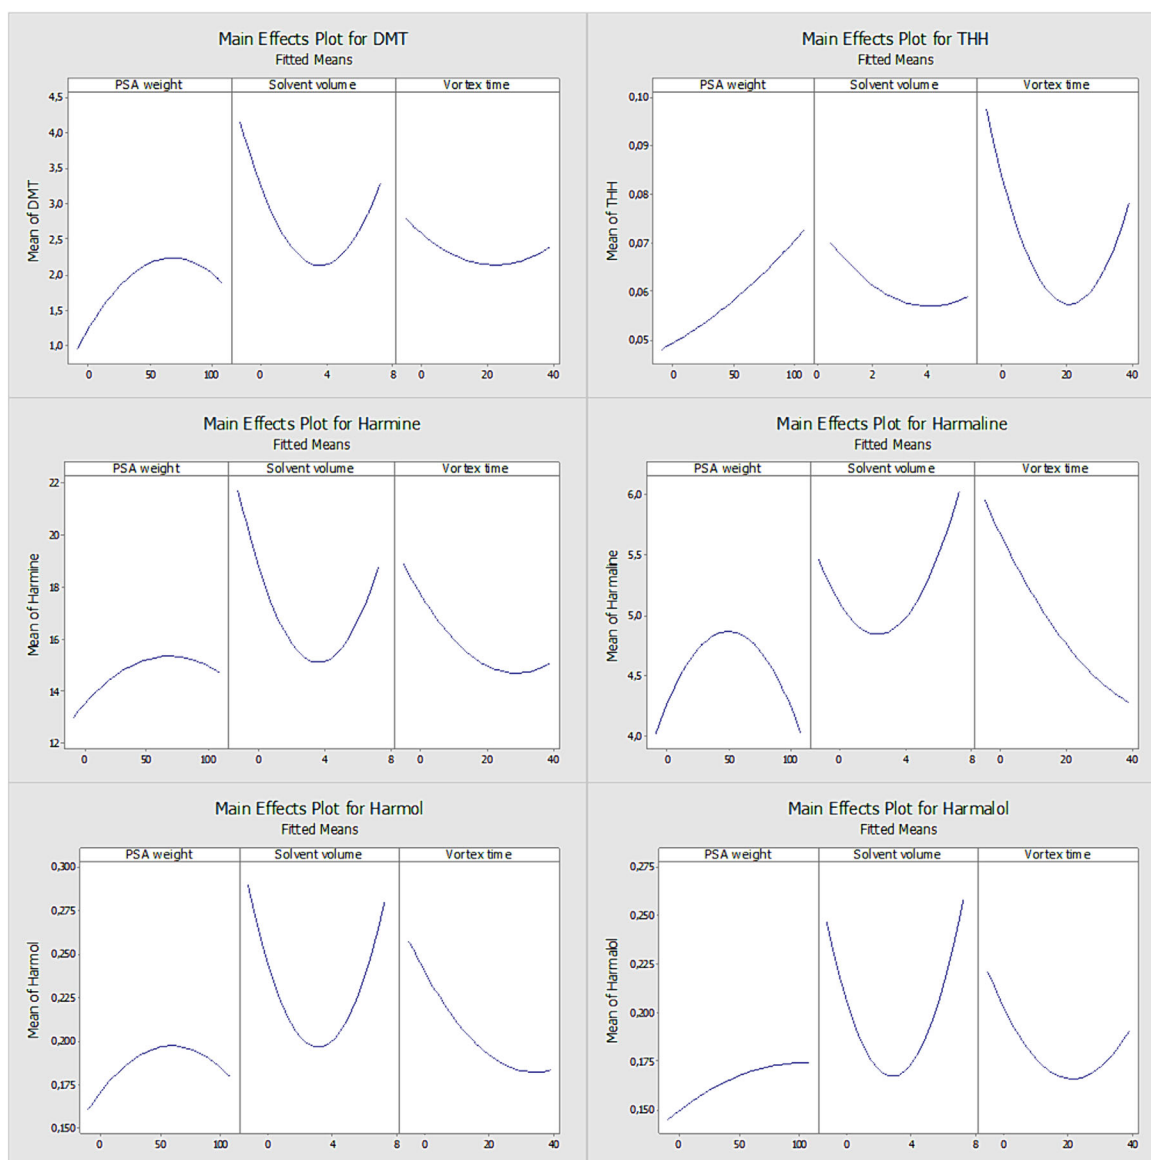 Main Effects Plot for DMT
Fitted Means
PSA weight Solvent volume Vortex time
4,5
4,0
3,5
3,0
2,5
2,0
1,5
1,0
Mean of DMT
0 50 100 0 4 8 0 20 40
Main Effects Plot for THH
Fitted Means
PSA weight Solvent volume Vortex time
0,10
0,09
0,08
0,07
0,06
0,05
Mean of THH
0 50 100 0 2 4 0 20 40
Main Effects Plot for Harmine
Fitted Means
PSA weight Solvent volume Vortex time
22
20
18
16
14
12
Mean of Harmine
0 50 100 0 4 8 0 20 40
Main Effects Plot for Harmaline
Fitted Means
PSA weight Solvent volume Vortex time
6,0
5,5
5,0
4,5
4,0
Mean of Harmaline
0 50 100 0 4 8 0 20 40
Main Effects Plot for Harmol
Fitted Means
PSA weight Solvent volume Vortex time
0,300
0,275
0,250
0,225
0,200
0,175
0,150
Mean of Harmol
0 50 100 0 4 8 0 20 40
Main Effects Plot for Harmalol
Fitted Means
PSA weight Solvent volume Vortex time
0,275
0,250
0,225
0,200
0,175
0,150
Mean of Harmalol
0 50 100 0 4 8 0 20 40